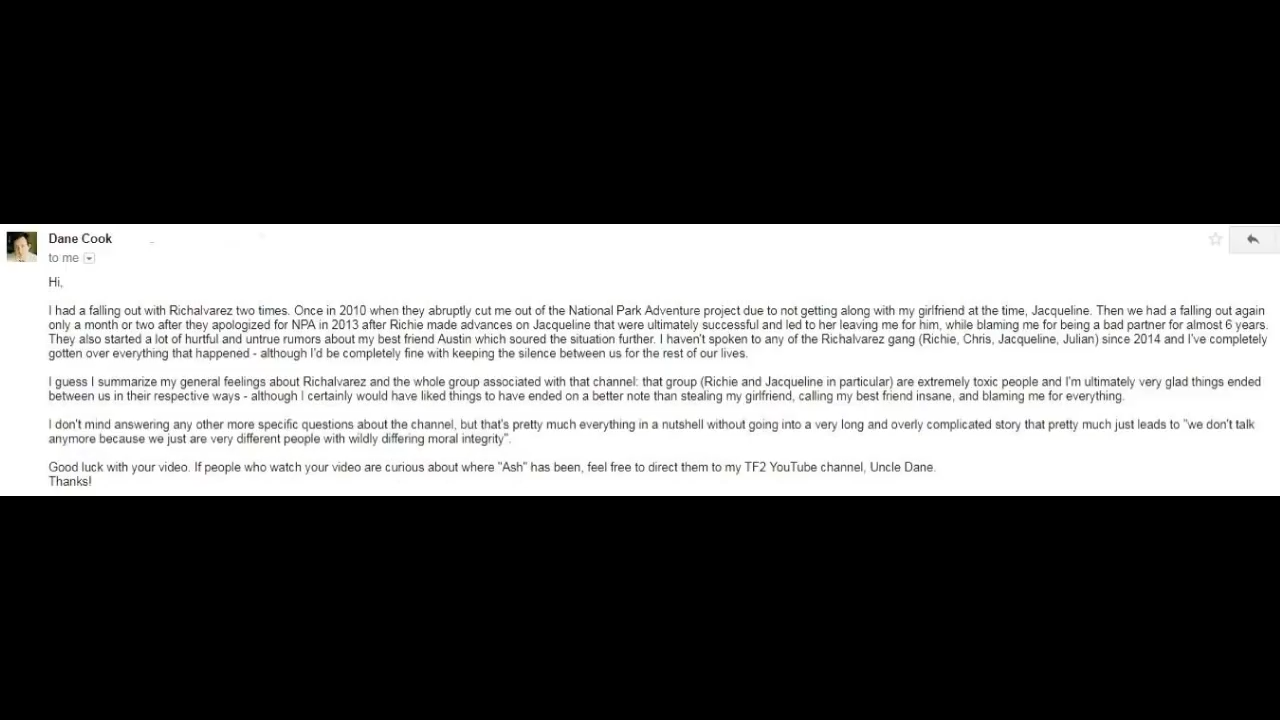 Dane Cook
to me
Hi,
I had a falling out with Richalvarez two times. Once in 2010 when they abruptly cut me out of the National Park Adventure project due to not getting along with my girlfriend at the time, Jacqueline. Then we had a falling out again
only a month or two after they apologized for NPA in 2013 after Richie made advances on Jacqueline that were ultimately successful and led to her leaving me for him, while blaming me for being a bad partner for almost 6 years.
They also started a lot of hurtful and untrue rumors about my best friend Austin which soured the situation further. I haven't spoken to any of the Richalvarez gang (Richie, Chris, Jacqueline, Julian) since 2014 and I've completely
gotten over everything that happened - although I'd be completely fine with keeping the silence between us for the rest of our lives.
I guess I summarize my general feelings about Richalvarez and the whole group associated with that channel: that group (Richie and Jacqueline in particular) are extremely toxic people and I'm ultimately very glad things ended
between us in their respective ways - although I certainly would have liked things to have ended on a better note than stealing my girlfriend, calling my best friend insane, and blaming me for everything.
I don't mind answering any other more specific questions about the channel, but that's pretty much everything in a nutshell without going into a very long and overly complicated story that pretty much just leads to "we don't talk
anymore because we just are very different people with wildly differing moral integrity".
Good luck with your video. If people who watch your video are curious about where "Ash" has been, feel free to direct them to my TF2 YouTube channel, Uncle Dane.
Thanks!